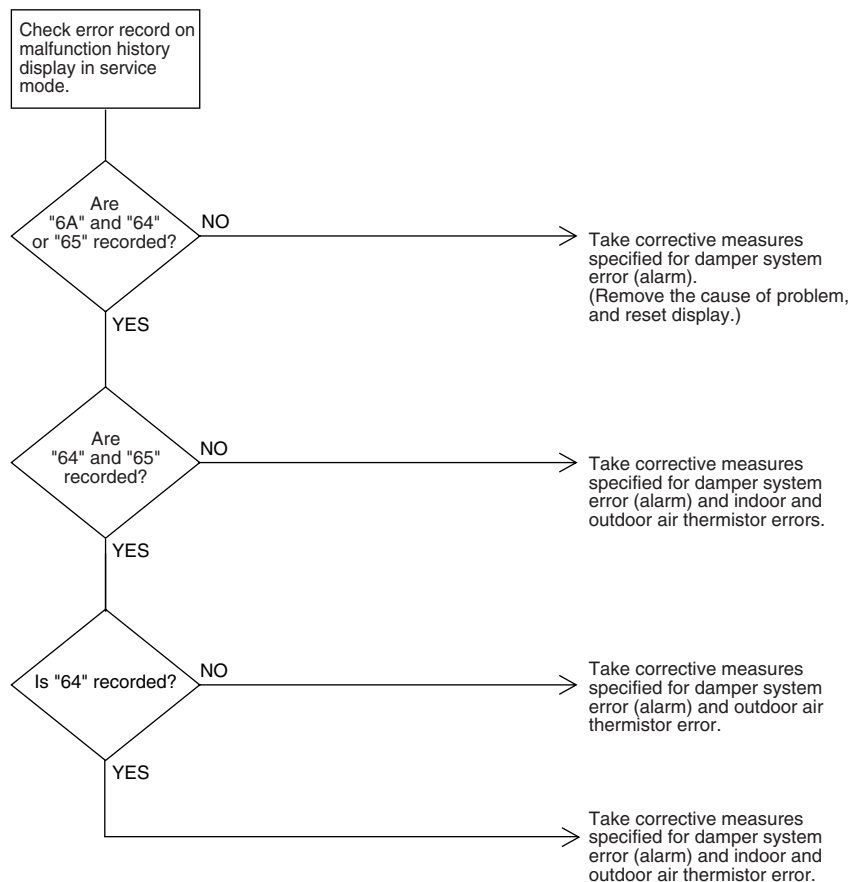 Check error record on
malfunction history
display in service
mode.
Are
"6A" and "64"
or "65" recorded?
NO
Take corrective measures
specified for damper system
error (alarm).
(Remove the cause of problem,
and reset display.)
YES
Are
"64" and "65"
recorded?
NO
Take corrective measures
specified for damper system
error (alarm) and indoor and
outdoor air thermistor errors.
YES
Is "64" recorded?
NO
Take corrective measures
specified for damper system
error (alarm) and outdoor air
thermistor error.
YES
Take corrective measures
specified for damper system
error (alarm) and indoor and
outdoor air thermistor error.